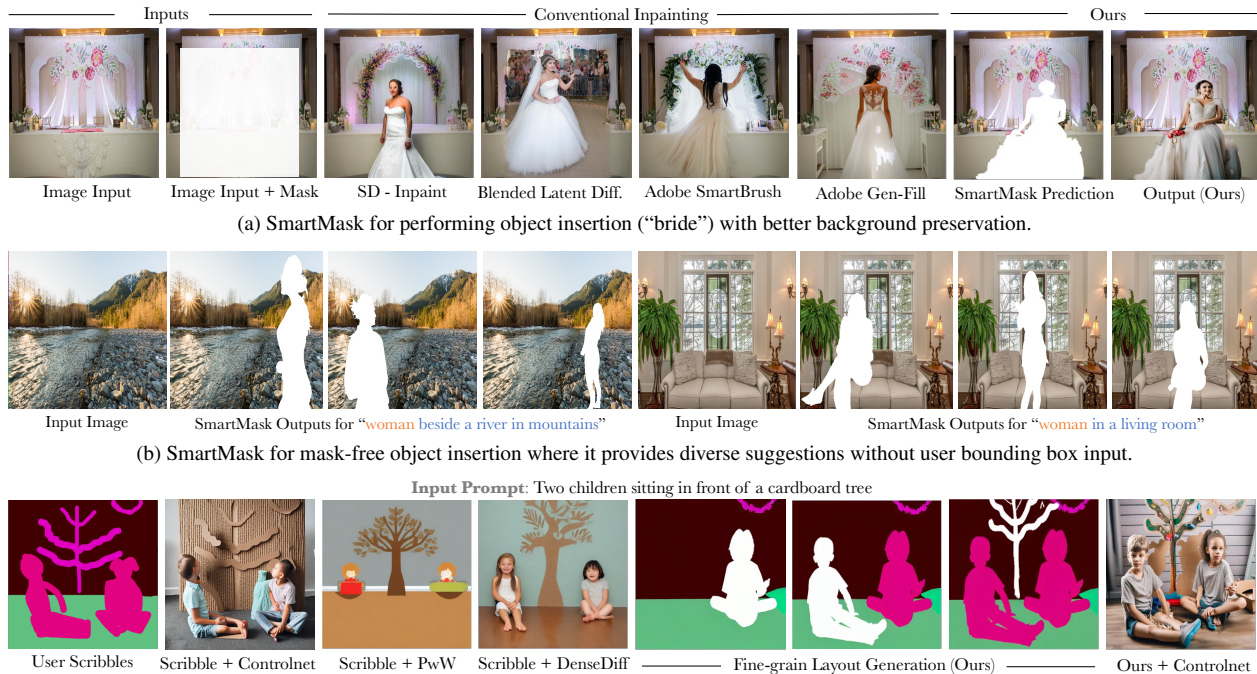 Inputs
Conventional Inpainting
Ours
Image Input
Image Input + Mask
SD - Inpaint
Blended Latent Diff.
Adobe SmartBrush
Adobe Gen-Fill
SmartMask Prediction
Output (Ours)
(a) SmartMask for performing object insertion (“bride”) with better background preservation.
Input Image
SmartMask Outputs for “woman beside a river in mountains”
Input Image
SmartMask Outputs for “woman in a living room”
(b) SmartMask for mask-free object insertion where it provides diverse suggestions without user bounding box input.
Input Prompt: Two children sitting in front of a cardboard tree
User Scribbles
Scribble + Controlnet
Scribble + PwW
Scribble + DenseDiff
Fine-grain Layout Generation (Ours)
Ours + Controlnet